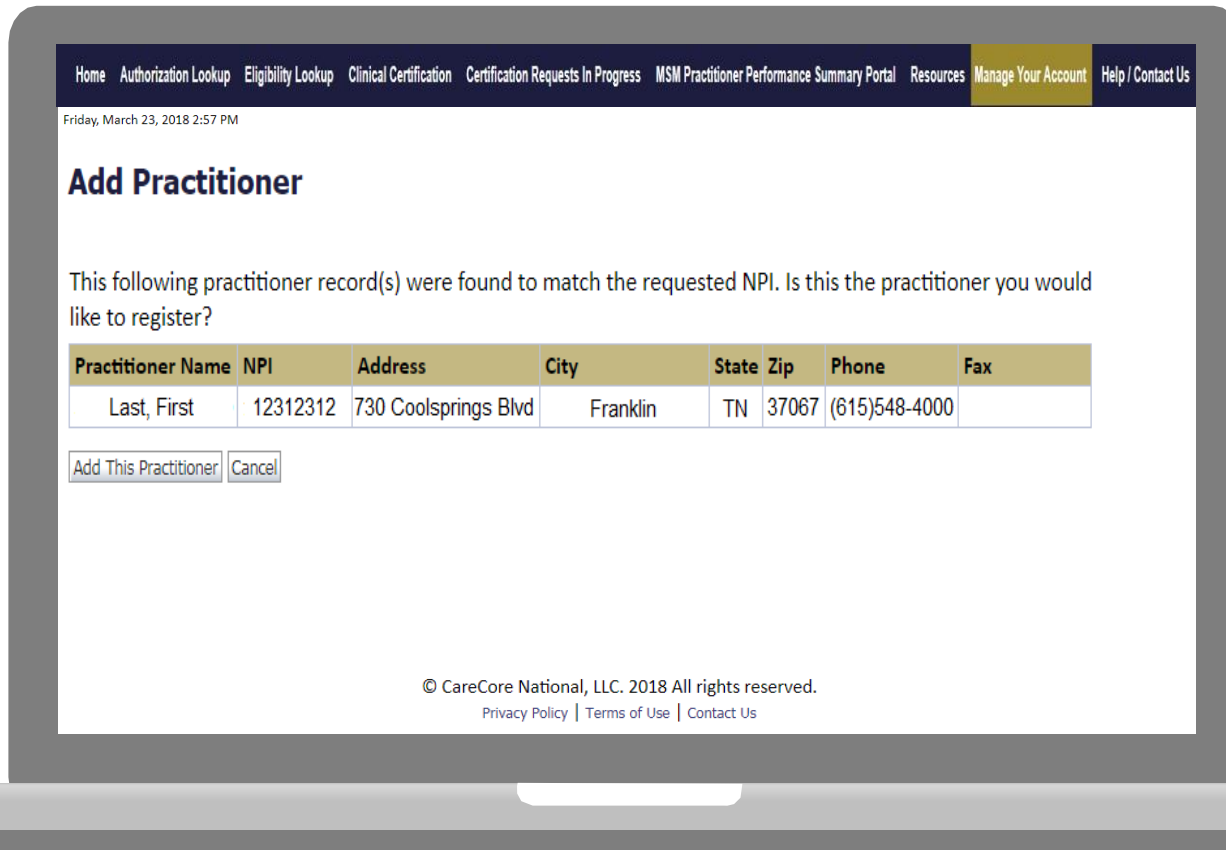 Home Authorization Lookup Eligibility Lookup Clinical Certification Certification Requests In Progress MSM Practitioner Performance Summary Portal Resources Manage Your Account Help / Contact Us
Friday, March 23, 2018 2:57 PM
Add Practitioner
This following practitioner record(s) were found to match the requested NPI. Is this the practitioner you would
like to register?
Practitioner Name NPI Address City State Zip Phone Fax
Last, First 12312312 730 Coolsprings Blvd Franklin TN 37067 (615)548-4000
Add This Practitioner Cancel
© CareCore National, LLC. 2018 All rights reserved.
Privacy Policy | Terms of Use | Contact Us